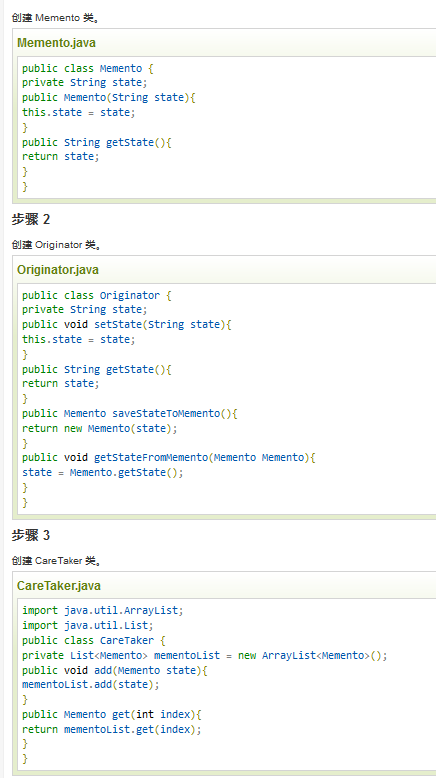 创建 Memento 类。
Memento.java
public class Memento {
private String state;
public Memento(String state){
this.state = state;
}
public String getState(){
return state;
}
}
步骤 2
创建 Originator 类。
Originator.java
public class Originator {
private String state;
public void setState(String state){
this.state = state;
}
public String getState(){
return state;
}
public Memento saveStateToMemento(){
return new Memento(state);
}
public void getStateFromMemento(Memento Memento){
state = Memento.getState();
}
}
步骤 3
创建 CareTaker 类。
CareTaker.java
import java.util.ArrayList;
import java.util.List;
public class CareTaker {
private List<Memento> mementoList = new ArrayList<Memento>();
public void add(Memento state){
mementoList.add(state);
}
public Memento get(int index){
return mementoList.get(index);
}
}